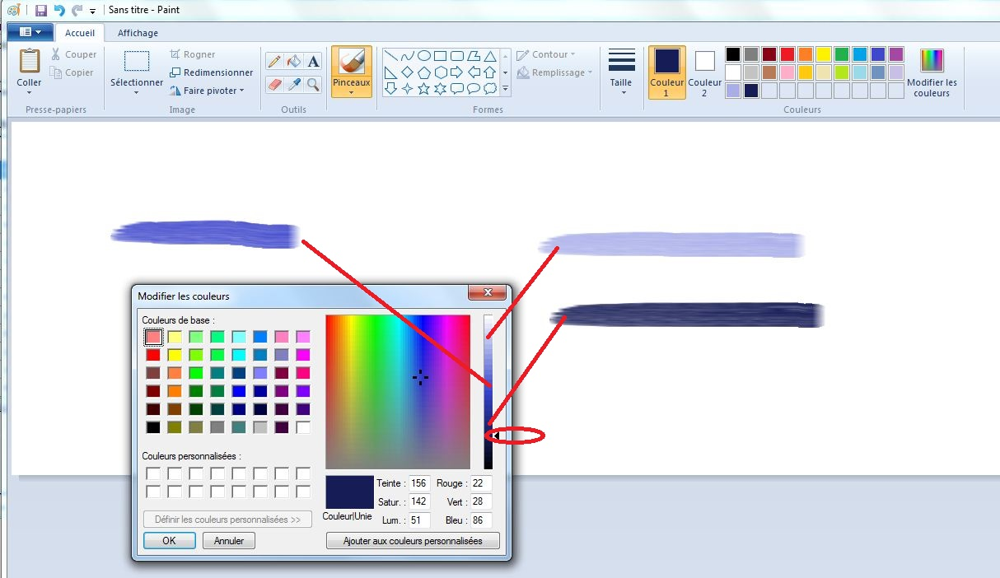 Sans titre - Paint
Accueil Affichage
Coller
Couper
Copier
Presse-papiers
Sélectionner
Rogner
Redimensionner
Faire pivoter
Image
A
Outils
Pinceaux
Contour
Remplissage
Formes
Taille
Couleur 1
Couleur 2
Modifier les couleurs
Couleurs
Modifier les couleurs
Couleurs de base :
Couleurs personnalisées :
Définir les couleurs personnalisées >>
OK Annuler
Couleur|Unie
Teinte : 156 Rouge : 22
Satur. : 142 Vert : 28
Lum. : 51 Bleu : 86
Ajouter aux couleurs personnalisées